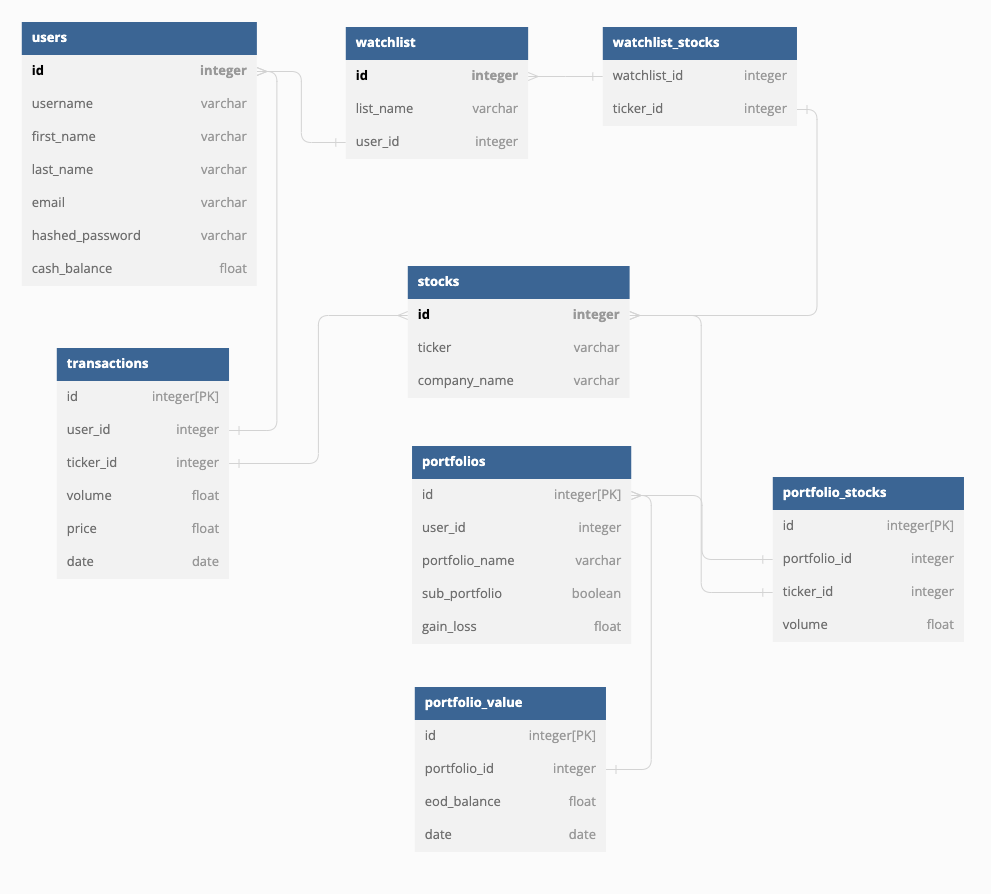 users
id integer
username varchar
first_name varchar
last_name varchar
email varchar
hashed_password varchar
cash_balance float
watchlist
id integer
list_name varchar
user_id integer
watchlist_stocks
watchlist_id integer
ticker_id integer
stocks
id integer
ticker varchar
company_name varchar
transactions
id integer[PK]
user_id integer
ticker_id integer
volume float
price float
date date
portfolios
id integer[PK]
user_id integer
portfolio_name varchar
sub_portfolio boolean
gain_loss float
portfolio_stocks
id integer[PK]
portfolio_id integer
ticker_id integer
volume float
portfolio_value
id integer[PK]
portfolio_id integer
eod_balance float
date date